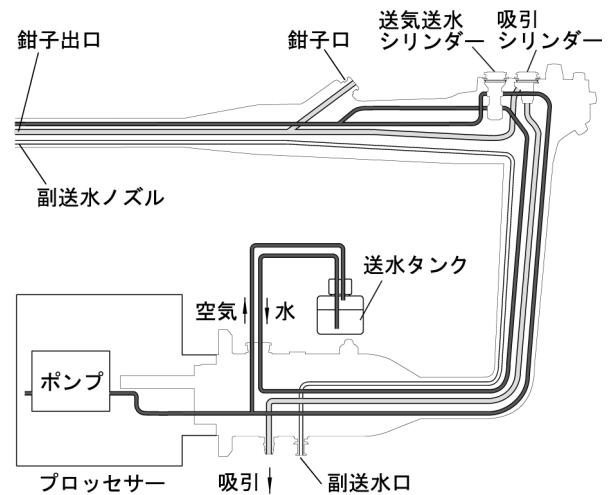 送気送水
シリンダー
吸引
シリンダー
鉗子出口
鉗子口
副送水ノズル
送水タンク
空気
水
ポンプ
プロッセサー
吸引
副送水口